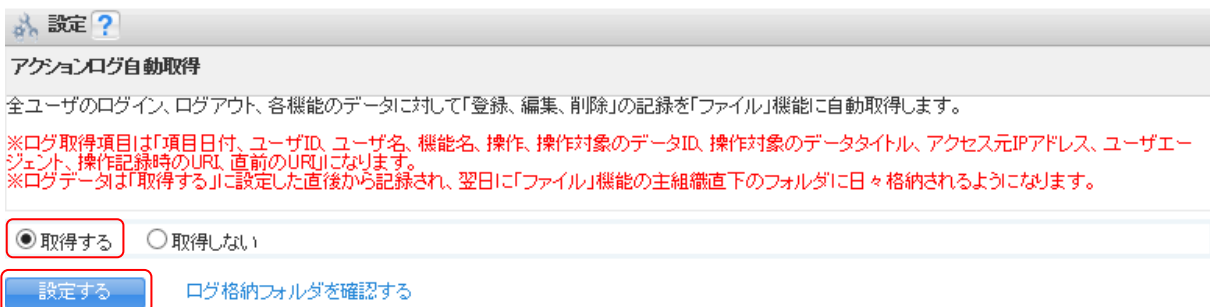 設定 ?
アクションログ自動取得
全ユーザのログイン、ログアウト、各機能のデータに対して「登録、編集、削除」の記録を「ファイル」機能に自動取得します。
※ログ取得項目は「項目日付、ユーザID、ユーザ名、機能名、操作、操作対象のデータID、操作対象のデータタイトル、アクセス元IPアドレス、ユーザエー
ジェント、操作記録時のURI、直前のURI」になります。
※ログデータは「取得する」に設定した直後から記録され、翌日に「ファイル」機能の主組織直下のフォルダに日々格納されるようになります。
取得する 取得しない
設定する ログ格納フォルダを確認する